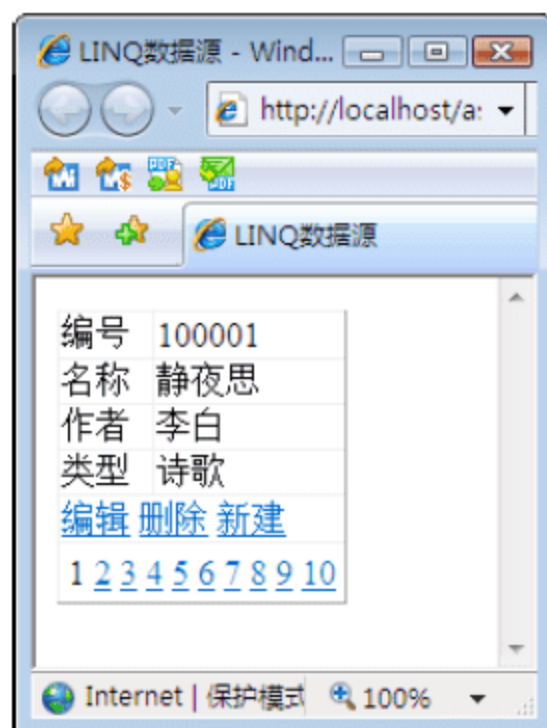 LINQ数据源 - Wind...
http://localhost/a:
LINQ数据源
编号 100001
名称 静夜思
作者 李白
类型 诗歌
编辑 删除 新建
1 2 3 4 5 6 7 8 9 10
Internet | 保护模式 100%